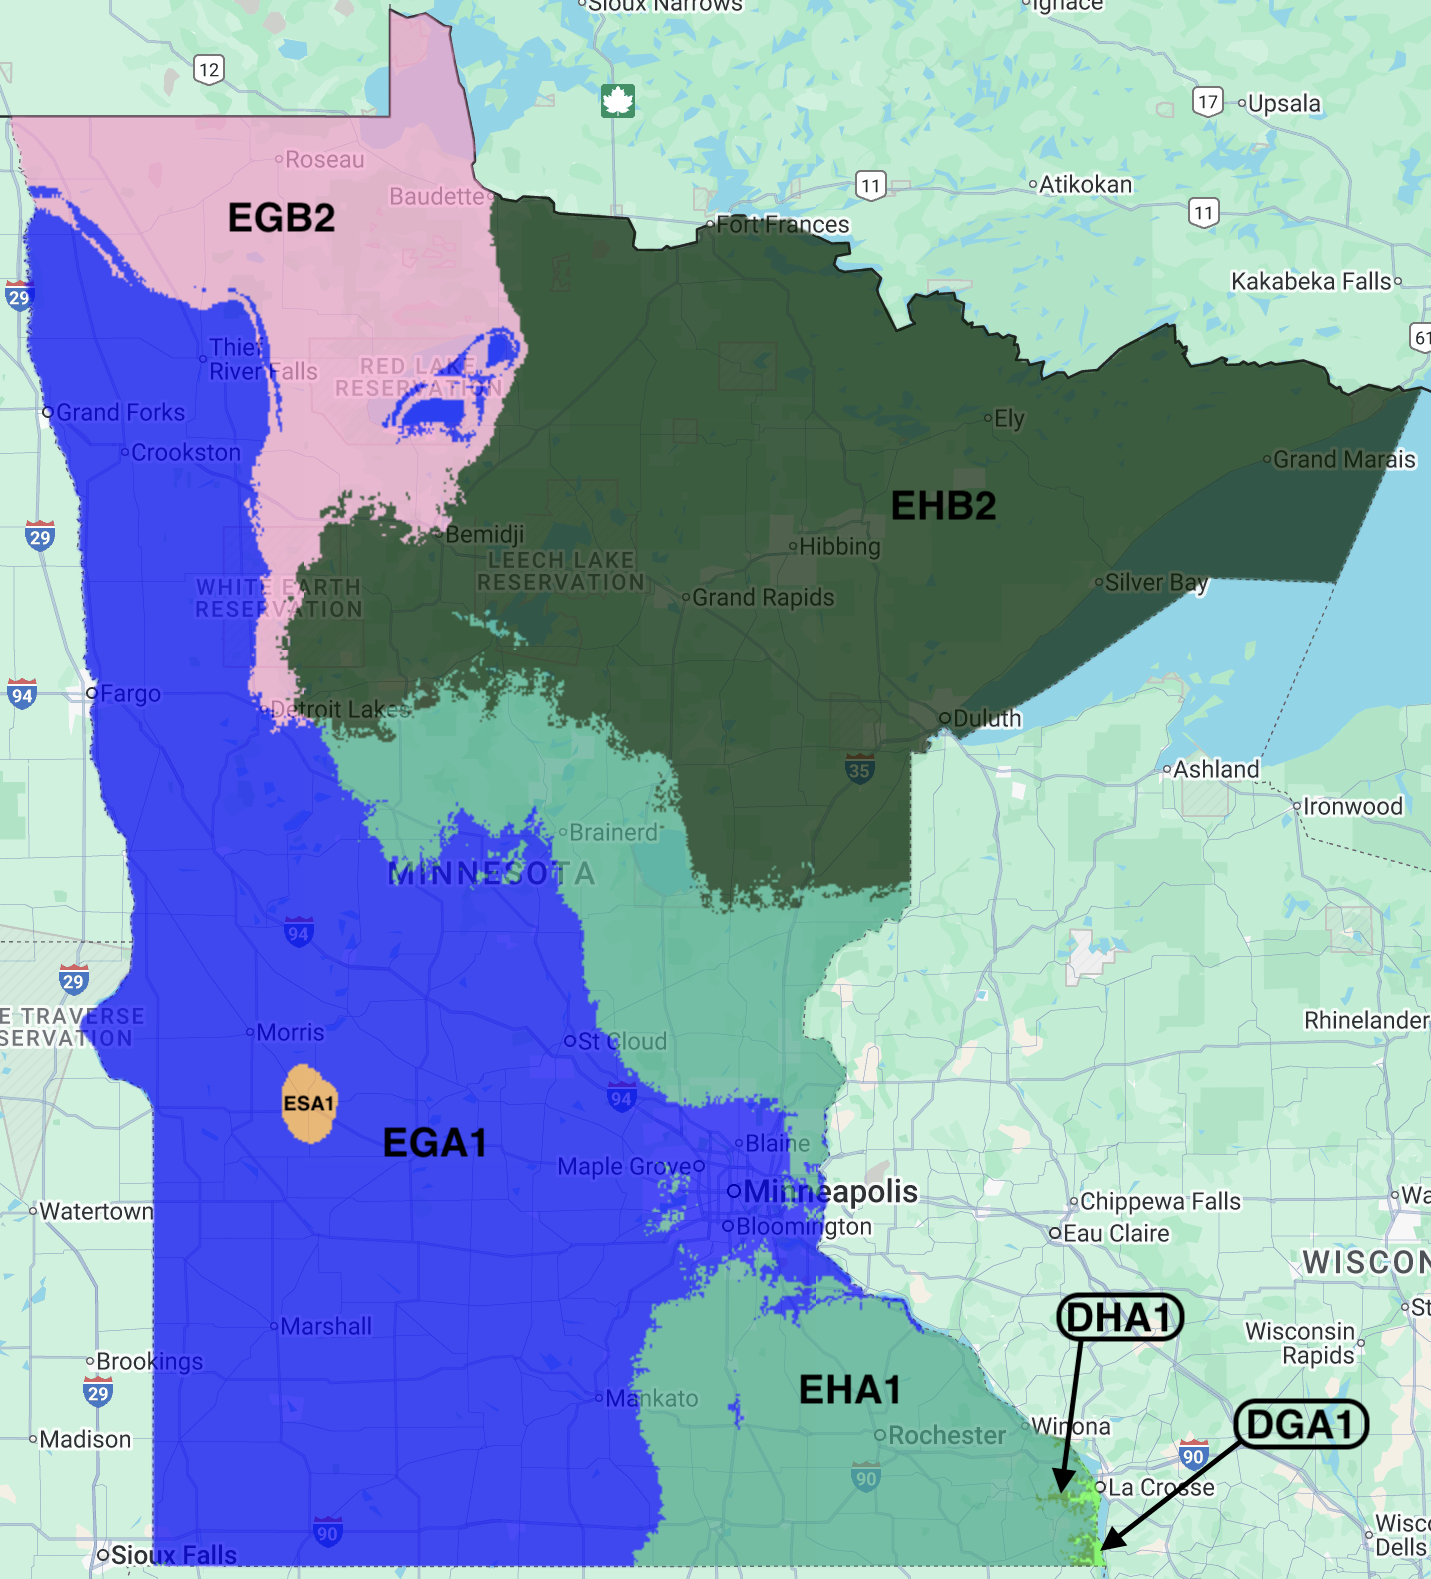 Sioux Narrows
Ignace
12
17
Upsala
11
Atikokan
11
Roseau
Baudette
EGB2
Fort Frances
Kakabeka Falls
29
61
Thief
River Falls
RED LAKE
RESERVATION
Grand Forks
Crookston
Ely
Grand Marais
EHB2
29
Bemidji
Hibbing
LEECH LAKE
RESERVATION
WHITE EARTH
RESERVATION
Silver Bay
Grand Rapids
94
Fargo
Detroit Lakes
Duluth
35
Ashland
Ironwood
Brainerd
MINNESOTA
94
29
E TRAVERSE
SERVATION
Morris
St Cloud
Rhinelander
94
ESA1
EGA1
Blaine
Maple Grove
Minneapolis
Watertown
Bloomington
Chippewa Falls
Wa
Eau Claire
WISCON
DHA1
St
Marshall
Wisconsin
Rapids
Brookings
29
Mankato
EHA1
DGA1
Madison
Rochester
Winona
90
90
La Crosse
90
Sioux Falls
Wisco
Dells